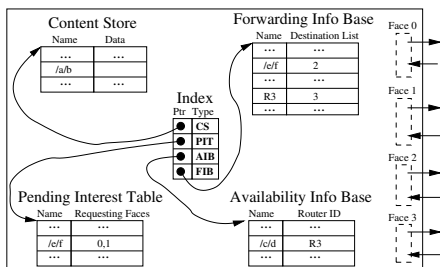 Content Store
Name Data
... ...
/a/b
... ...
Forwarding Info Base
Name Destination List
... ...
/e/f 2
... ...
R3 3
... ...
Index
Ptr Type
CS
PIT
AIB
FIB
Pending Interest Table
Name Requesting Faces
... ...
/e/f 0,1
... ...
Availability Info Base
Name Router ID
... ...
/c/d R3
... ...
Face 0
Face 1
Face 2
Face 3